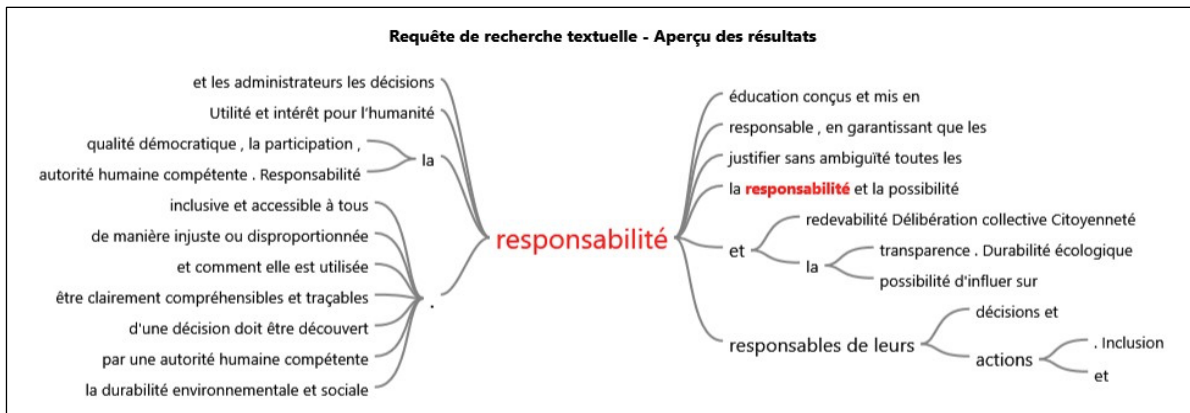 Requête de recherche textuelle - Aperçu des résultats
et les administrateurs les décisions
Utilité et intérêt pour l'humanité
qualité démocratique , la participation ,
la
autorité humaine compétente . Responsabilité
inclusive et accessible à tous
de manière injuste ou disproportionnée
et comment elle est utilisée
être clairement compréhensibles et traçables
.
d'une décision doit être découvert
par une autorité humaine compétente
la durabilité environnementale et sociale
responsabilité
éducation conçus et mis en
responsable , en garantissant que les
justifier sans ambiguïté toutes les
la responsabilité et la possibilité
et
redevabilité Délibération collective Citoyenneté
la
transparence . Durabilité écologique
possibilité d'influer sur
responsables de leurs
décisions et
actions
. Inclusion
et